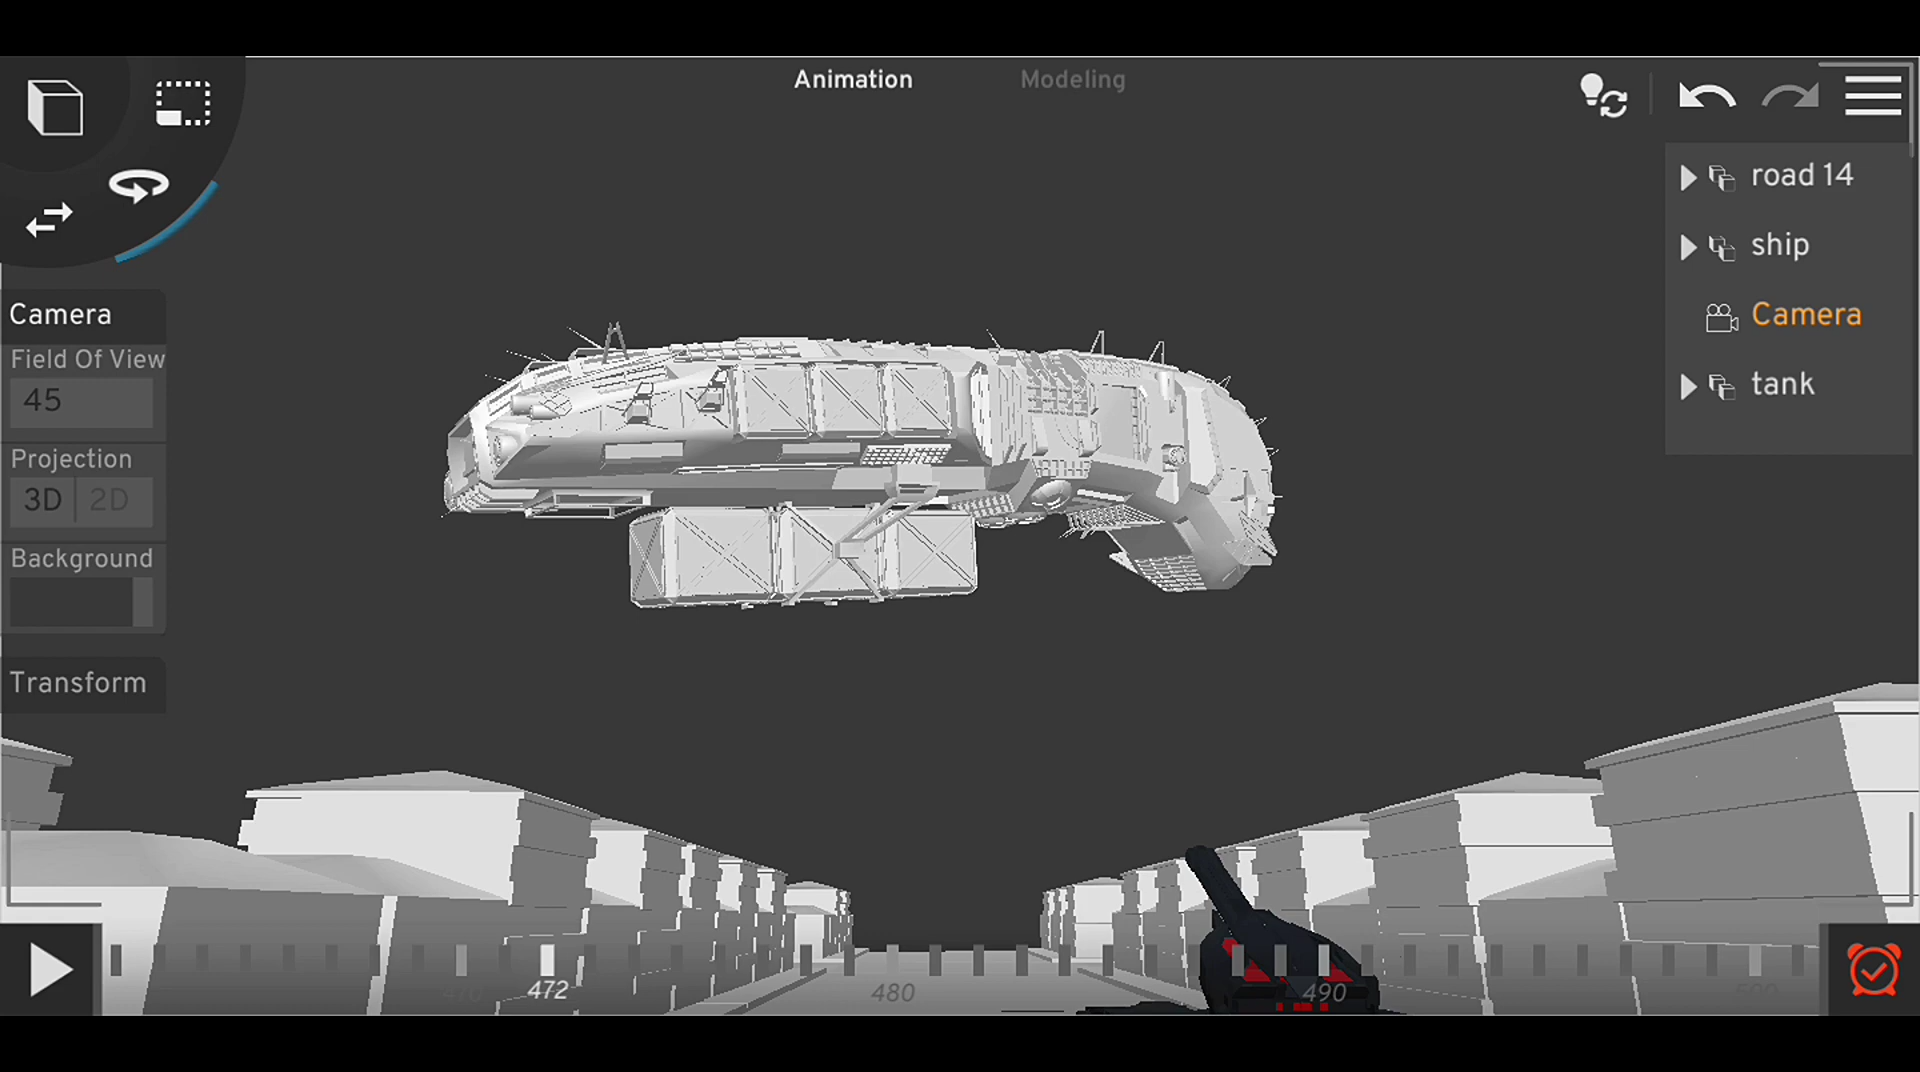 Animation
Modeling
road 14
ship
Camera
tank
Camera
Field Of View
45
Projection
3D
2D
Background
Transform
472
480
490